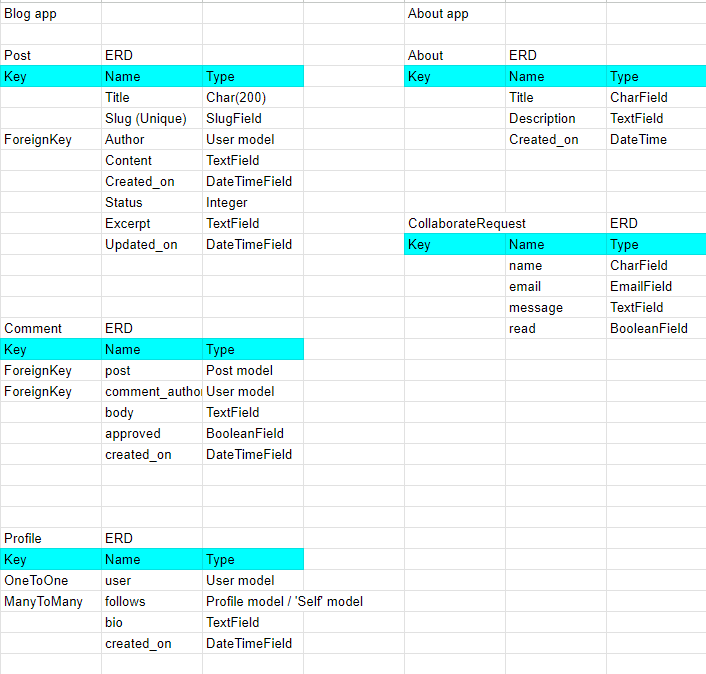 Blog app About app
Post ERD About ERD
Key Name Type Key Name Type
Title Char(200) Title CharField
Slug (Unique) SlugField Description TextField
ForeignKey Author User model Created_on DateTime
Content TextField
Created_on DateTimeField
Status Integer
Excerpt TextField CollaborateRequest ERD
Updated_on DateTimeField Key Name Type
name CharField
email EmailField
message TextField
Comment ERD read BooleanField
Key Name Type
ForeignKey post Post model
ForeignKey comment_autho User model
body TextField
approved BooleanField
created_on DateTimeField
Profile ERD
Key Name Type
OneToOne user User model
ManyToMany follows Profile model / 'Self' model
bio TextField
created_on DateTimeField